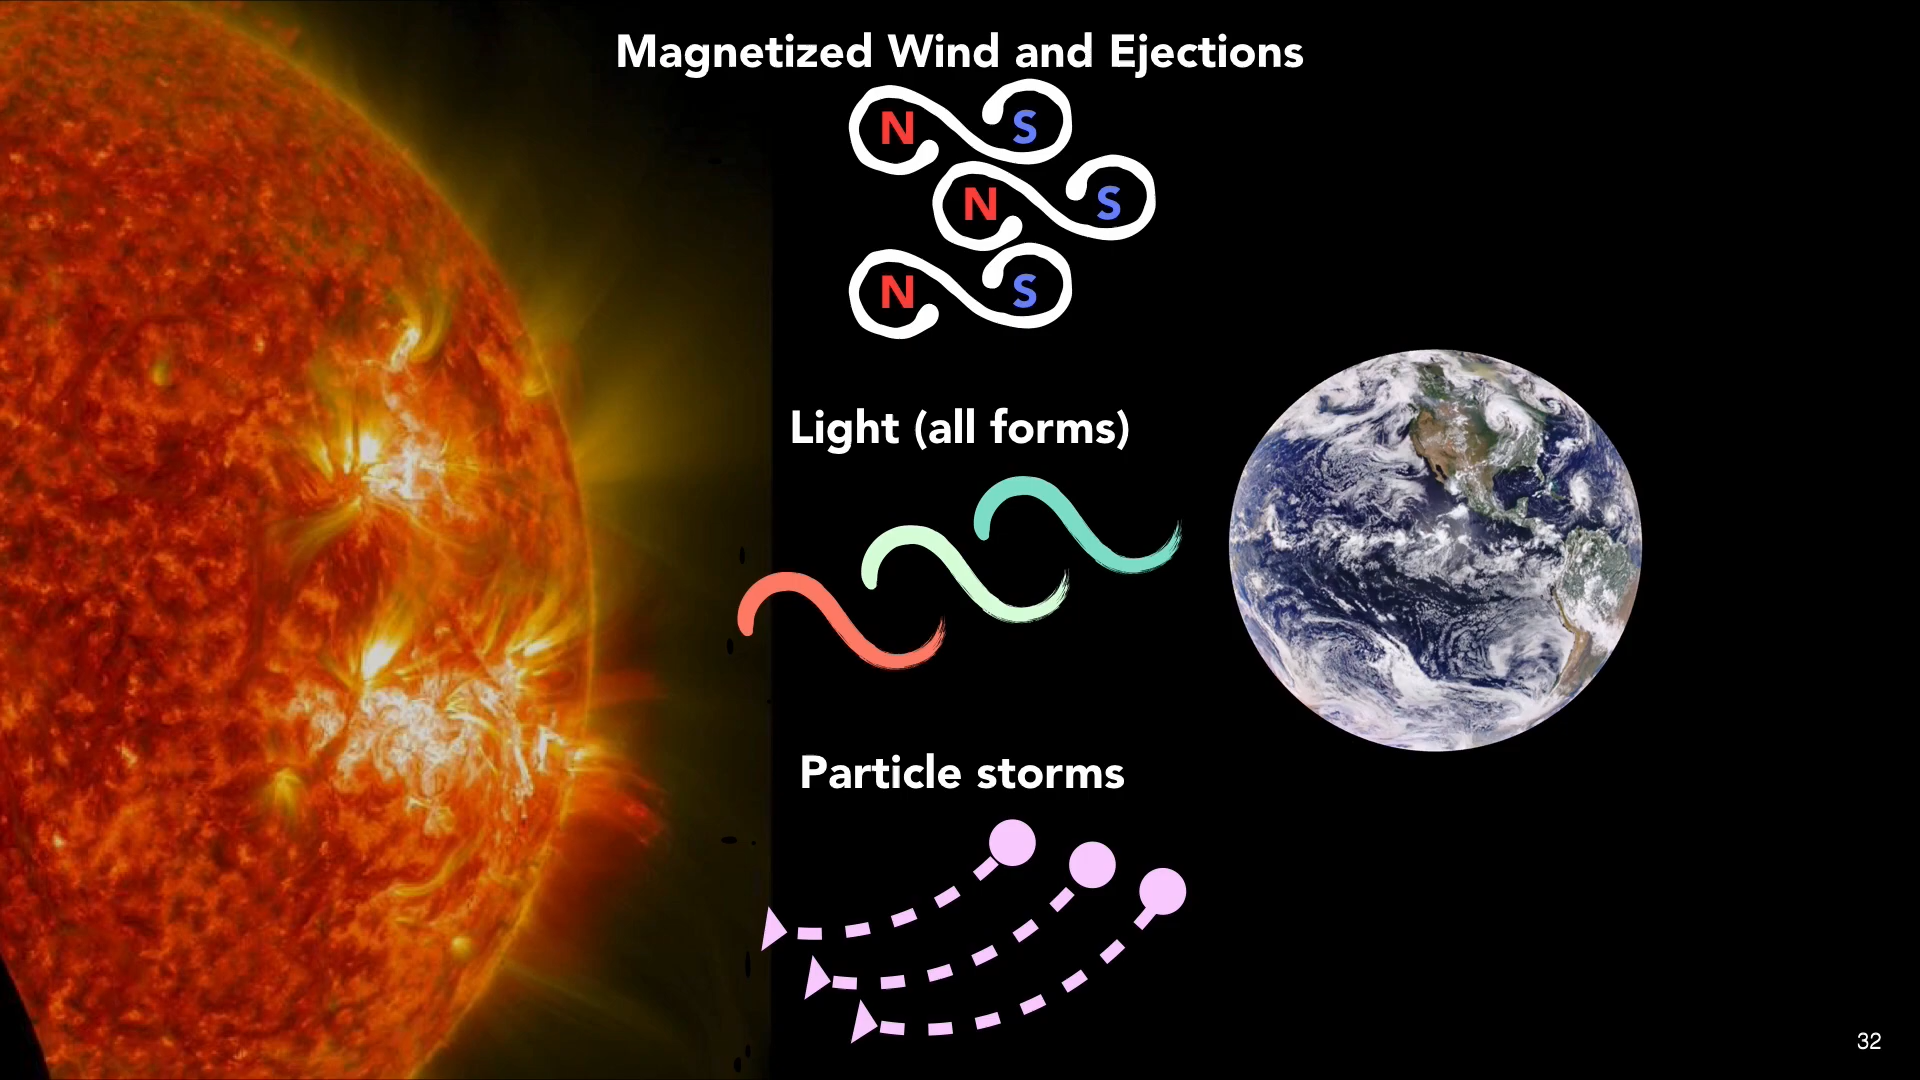 Magnetized Wind and Ejections
N S
N S
N S
Light (all forms)
Particle storms
32